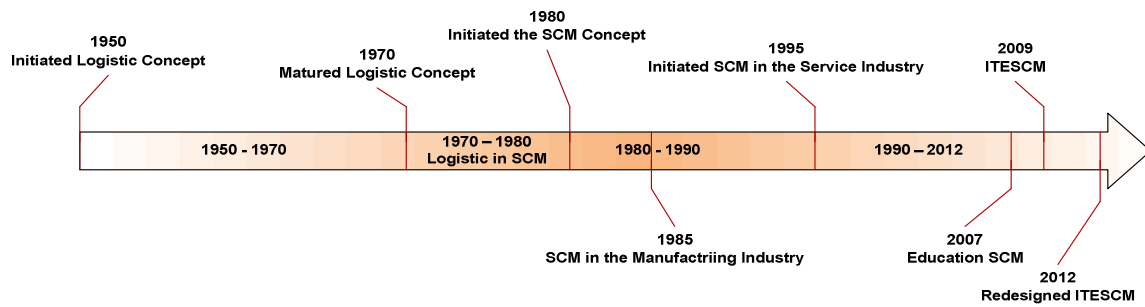 1950
Initiated Logistic Concept
1970
Matured Logistic Concept
1980
Initiated the SCM Concept
1995
Initiated SCM in the Service Industry
2009
ITESCM
1950 - 1970
1970 – 1980
Logistic in SCM
1980 - 1990
1990 – 2012
1985
SCM in the Manufactriing Industry
2007
Education SCM
2012
Redesigned ITESCM